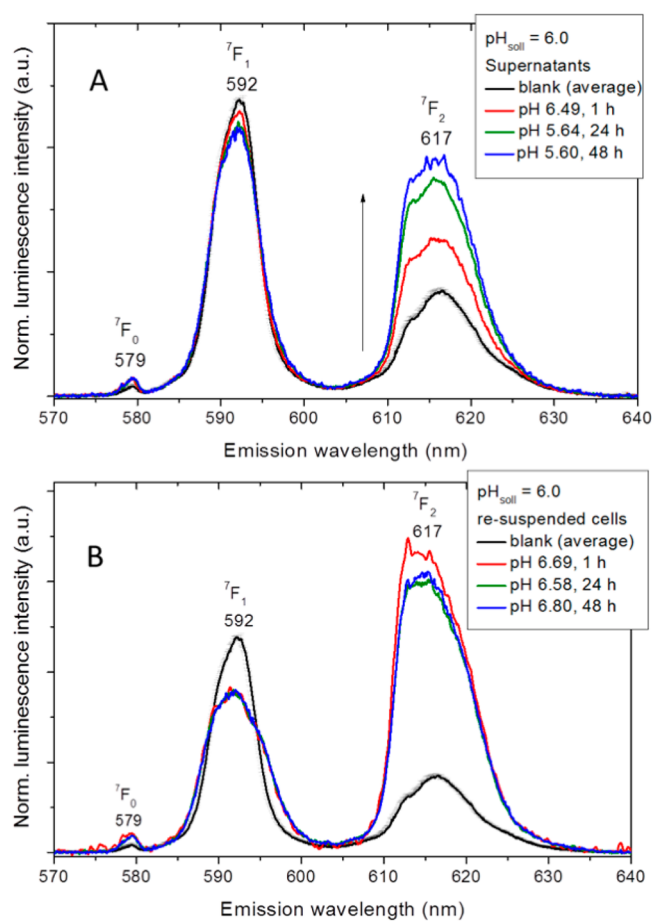 A
⁷F₀
579
⁷F₁
592
⁷F₂
617
pH_soll = 6.0
Supernatants
blank (average)
pH 6.49, 1 h
pH 5.64, 24 h
pH 5.60, 48 h
Norm. luminescence intensity (a.u.)
570 580 590 600 610 620 630 640
Emission wavelength (nm)
B
⁷F₀
579
⁷F₁
592
⁷F₂
617
pH_soll = 6.0
re-suspended cells
blank (average)
pH 6.69, 1 h
pH 6.58, 24 h
pH 6.80, 48 h
Norm. luminescence intensity (a.u.)
570 580 590 600 610 620 630 640
Emission wavelength (nm)